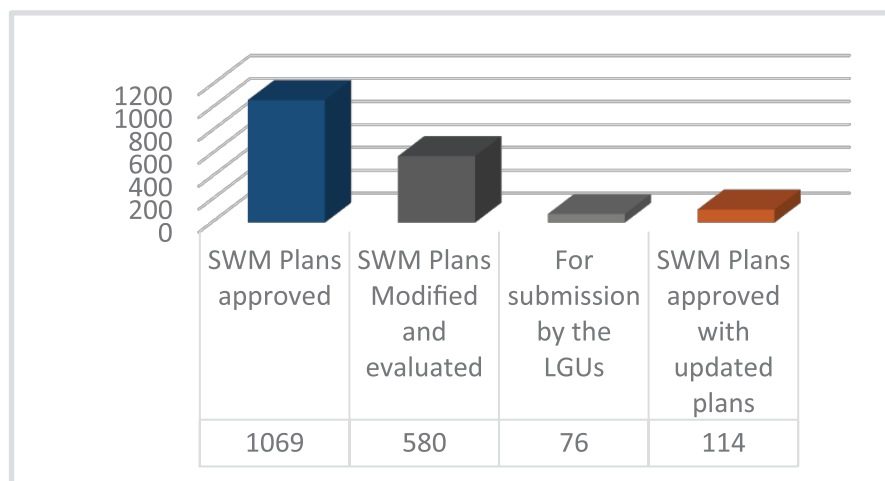 1200
1000
800
600
400
200
0
SWM Plans
approved
SWM Plans
Modified
and
evaluated
For
submission
by the
LGUs
SWM Plans
approved
with
updated
plans
1069
580
76
114